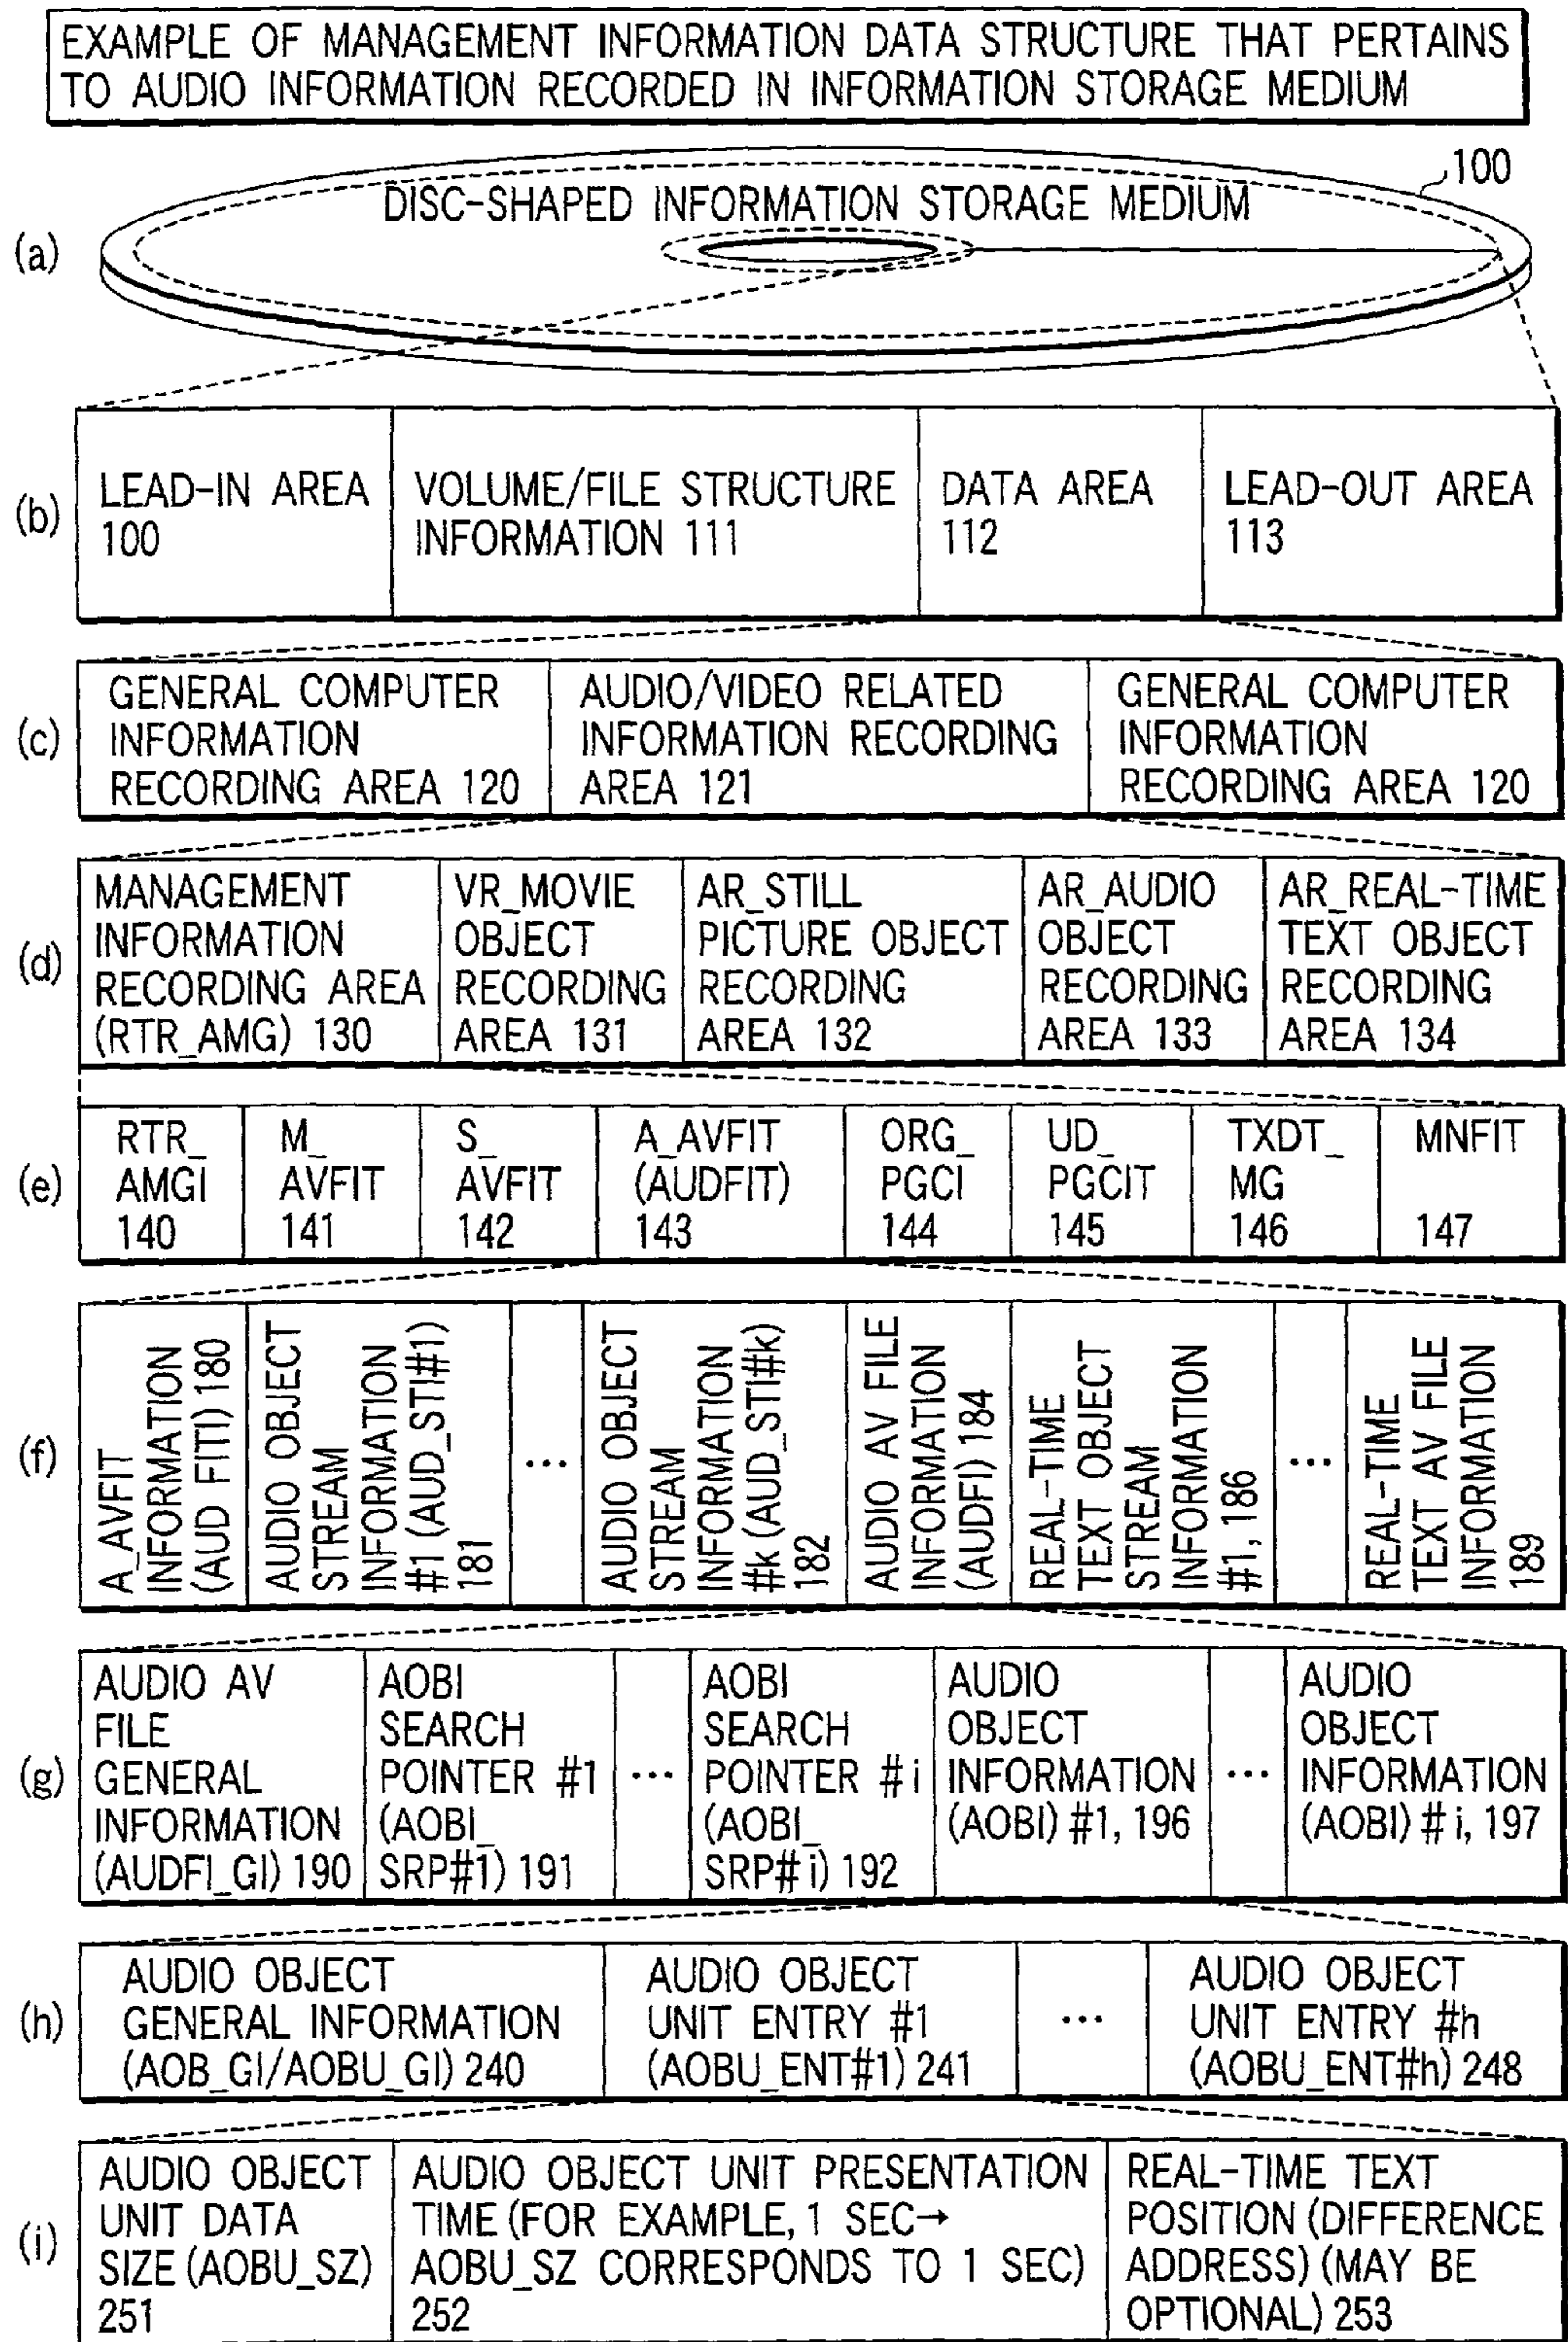 EXAMPLE OF MANAGEMENT INFORMATION DATA STRUCTURE THAT PERTAINS
TO AUDIO INFORMATION RECORDED IN INFORMATION STORAGE MEDIUM
100
DISC-SHAPED INFORMATION STORAGE MEDIUM
(a)
(b)
LEAD-IN AREA
100
VOLUME/FILE STRUCTURE
INFORMATION 111
DATA AREA
112
LEAD-OUT AREA
113
(c)
GENERAL COMPUTER
INFORMATION
RECORDING AREA 120
AUDIO/VIDEO RELATED
INFORMATION RECORDING
AREA 121
GENERAL COMPUTER
INFORMATION
RECORDING AREA 120
(d)
MANAGEMENT
INFORMATION
RECORDING AREA
(RTR_AMG) 130
VR_MOVIE
OBJECT
RECORDING
AREA 131
AR_STILL
PICTURE OBJECT
RECORDING
AREA 132
AR_AUDIO
OBJECT
RECORDING
AREA 133
AR_REAL-TIME
TEXT OBJECT
RECORDING
AREA 134
(e)
RTR_
AMGI
140
M_
AVFIT
141
S_
AVFIT
142
A_AVFIT
(AUDFIT)
143
ORG_
PGCI
144
UD_
PGCIT
145
TXDT_
MG
146
MNFIT
147
(f)
A_AVFIT
INFORMATION
(AUD FITI) 180
AUDIO OBJECT
STREAM
INFORMATION
#1 (AUD_STI#1)
181
...
AUDIO OBJECT
STREAM
INFORMATION
#k (AUD_STI#k)
182
AUDIO AV FILE
INFORMATION
(AUDFI) 184
REAL-TIME
TEXT OBJECT
STREAM
INFORMATION
#1, 186
...
REAL-TIME
TEXT AV FILE
INFORMATION
189
(g)
AUDIO AV
FILE
GENERAL
INFORMATION
(AUDFI_GI) 190
AOBI
SEARCH
POINTER #1
(AOBI_
SRP#1) 191
...
AOBI
SEARCH
POINTER #i
(AOBI_
SRP#i) 192
AUDIO
OBJECT
INFORMATION
(AOBI) #1, 196
...
AUDIO
OBJECT
INFORMATION
(AOBI) #i, 197
(h)
AUDIO OBJECT
GENERAL INFORMATION
(AOB_GI/AOBU_GI) 240
AUDIO OBJECT
UNIT ENTRY #1
(AOBU_ENT#1) 241
...
AUDIO OBJECT
UNIT ENTRY #h
(AOBU_ENT#h) 248
(i)
AUDIO OBJECT
UNIT DATA
SIZE (AOBU_SZ)
251
AUDIO OBJECT UNIT PRESENTATION
TIME (FOR EXAMPLE, 1 SEC→
AOBU_SZ CORRESPONDS TO 1 SEC)
252
REAL-TIME TEXT
POSITION (DIFFERENCE
ADDRESS) (MAY BE
OPTIONAL) 253